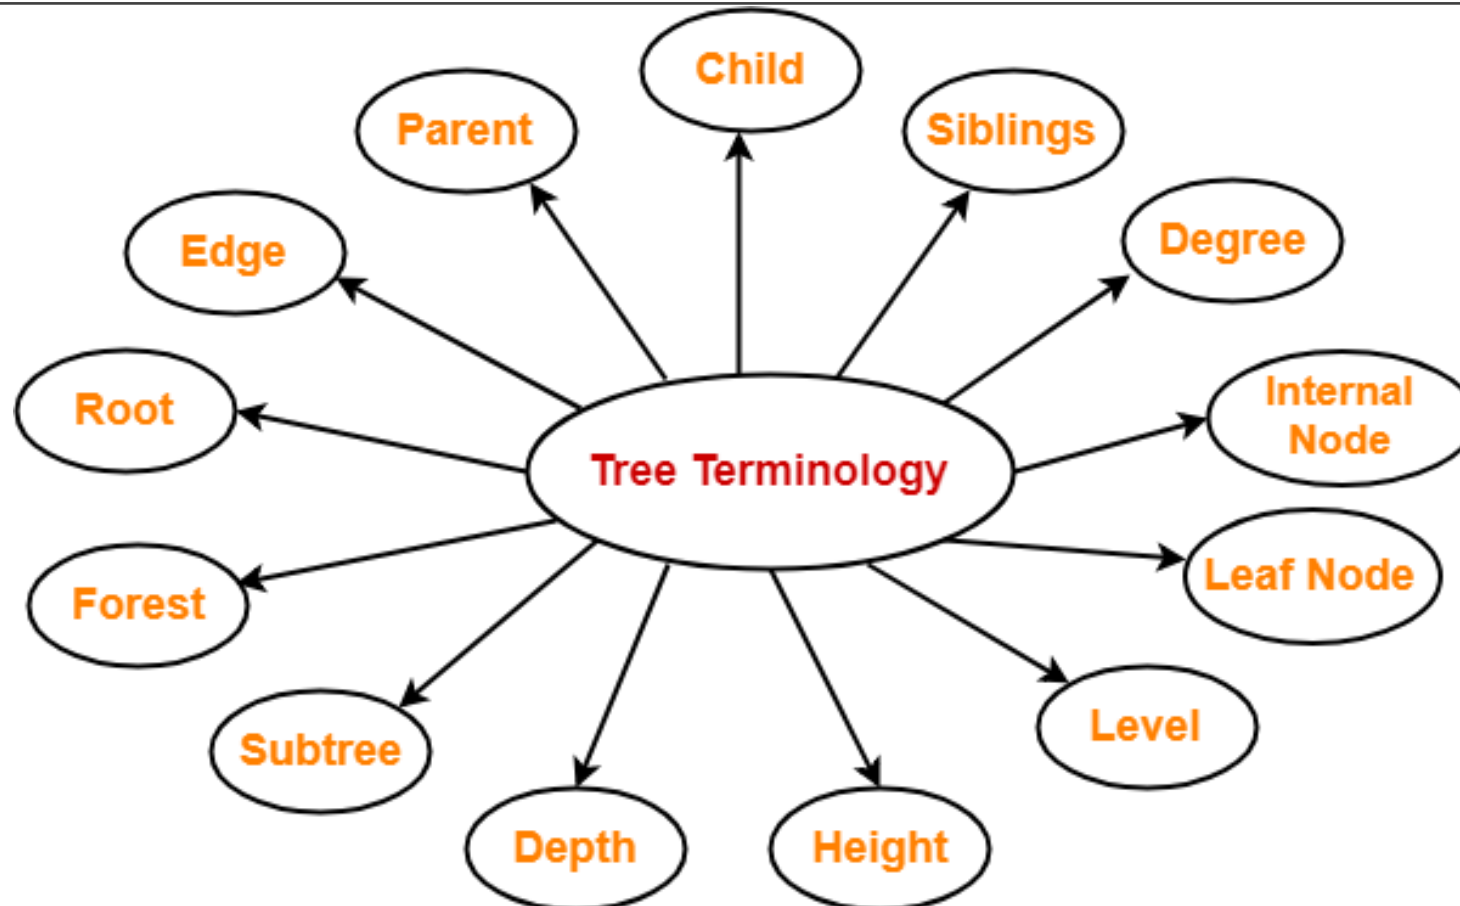 Child
Parent
Siblings
Degree
Edge
Internal
Node
Root
Tree Terminology
Leaf Node
Forest
Level
Subtree
Depth
Height